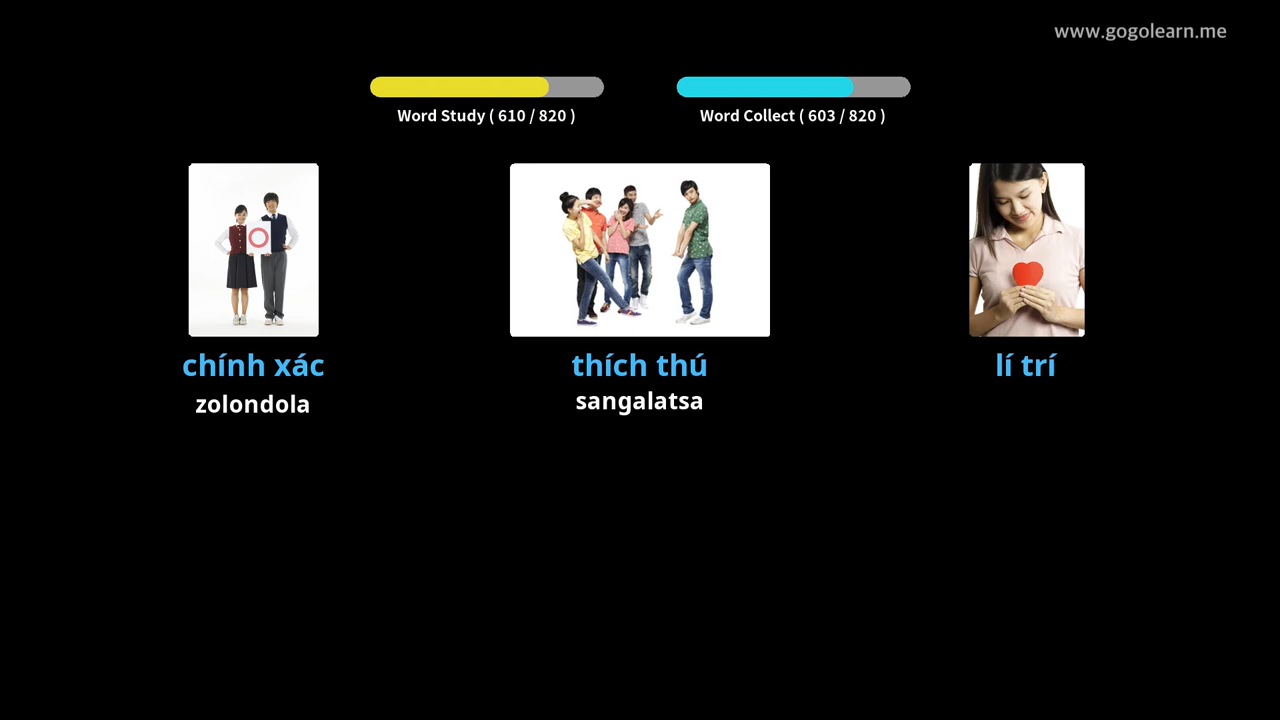 www.gogolearn.me
Word Study ( 610 / 820 )
Word Collect ( 603 / 820 )
chính xác
zolondola
thích thú
sangalatsa
lí trí